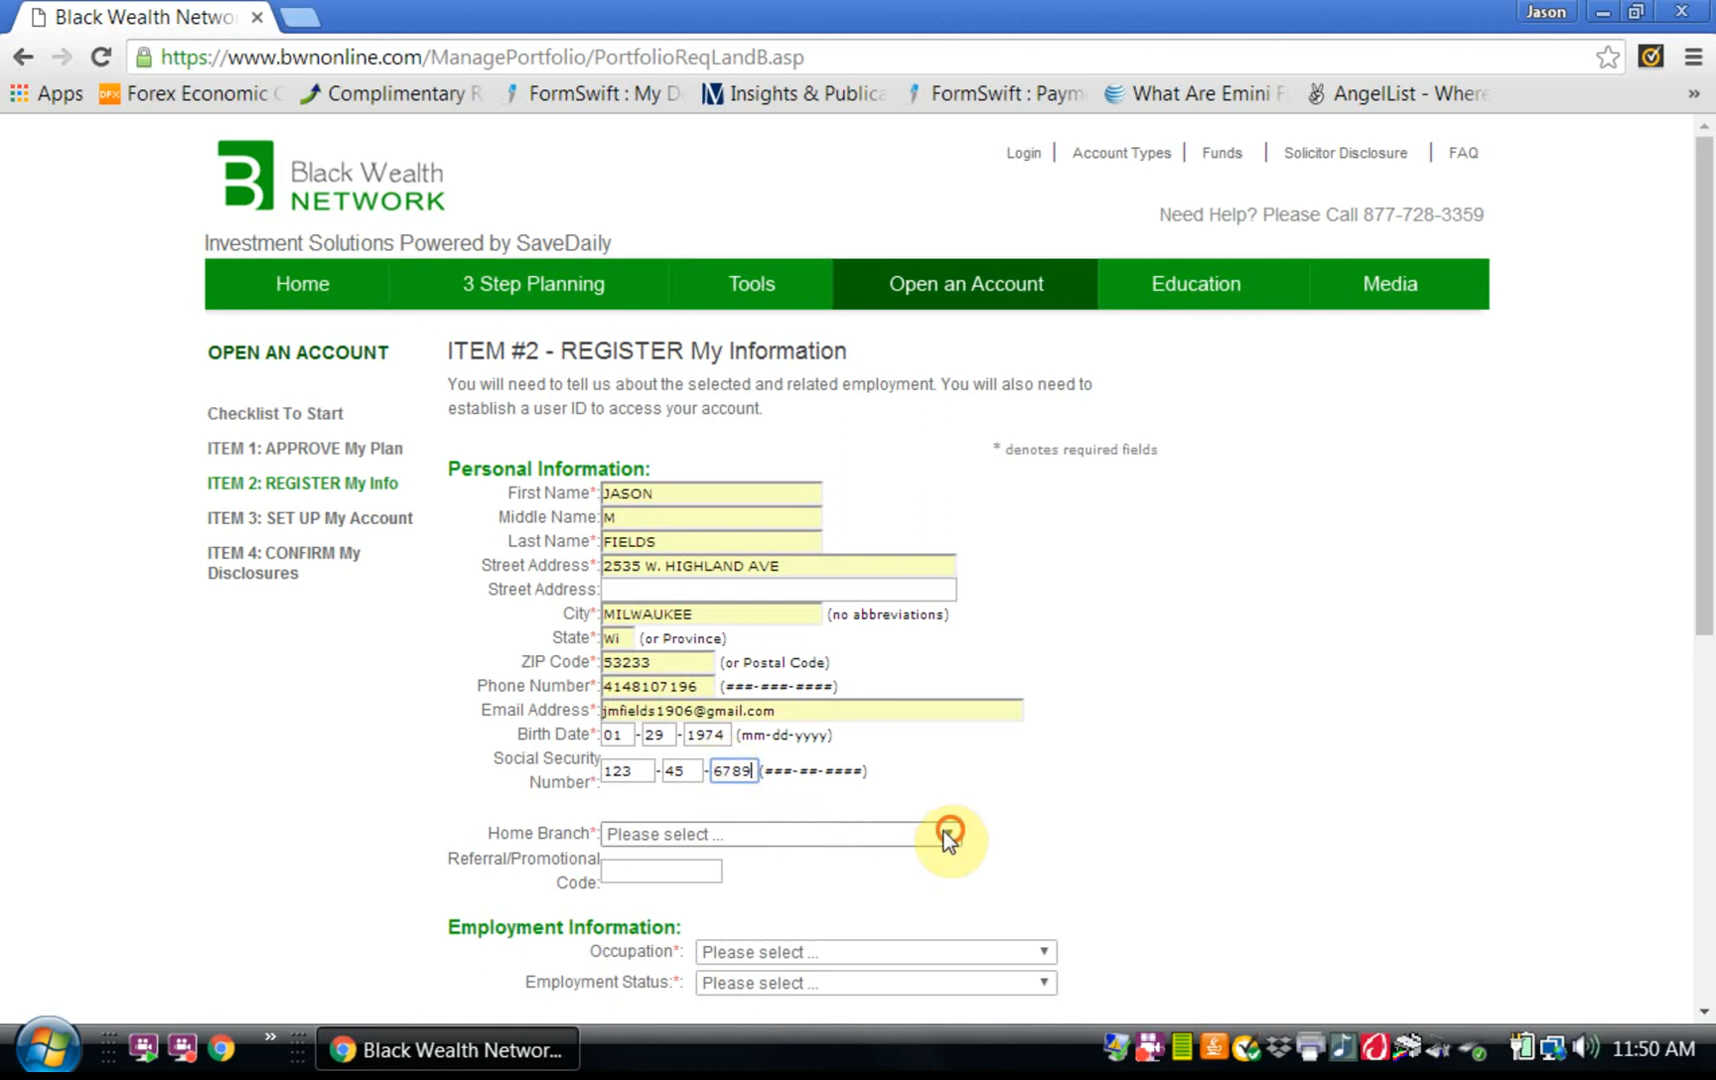 Black Wealth Netwo
Jason
https://www.bwnonline.com/ManagePortfolio/PortfolioReqLandB.asp
Apps DFX Forex Economic C Complimentary R FormSwift : My D Insights & Publica FormSwift : Paym What Are Emini F AngelList - Where »
Login | Account Types | Funds | Solicitor Disclosure | FAQ
Black Wealth
NETWORK
Need Help? Please Call 877-728-3359
Investment Solutions Powered by SaveDaily
Home 3 Step Planning Tools Open an Account Education Media
OPEN AN ACCOUNT
Checklist To Start
ITEM 1: APPROVE My Plan
ITEM 2: REGISTER My Info
ITEM 3: SET UP My Account
ITEM 4: CONFIRM My
Disclosures
ITEM #2 - REGISTER My Information
You will need to tell us about the selected and related employment. You will also need to
establish a user ID to access your account.
* denotes required fields
Personal Information:
First Name*: JASON
Middle Name: M
Last Name*: FIELDS
Street Address*: 2535 W. HIGHLAND AVE
Street Address:
City*: MILWAUKEE (no abbreviations)
State*: Wi (or Province)
ZIP Code*: 53233 (or Postal Code)
Phone Number*: 4148107196 (###-###-####)
Email Address*: jmfields1906@gmail.com
Birth Date*: 01 - 29 - 1974 (mm-dd-yyyy)
Social Security
Number*: 123 - 45 - 6789 (###-##-####)
Home Branch*: Please select ...
Referral/Promotional
Code:
Employment Information:
Occupation*: Please select ...
Employment Status:*: Please select ...
» Black Wealth Networ... 11:50 AM